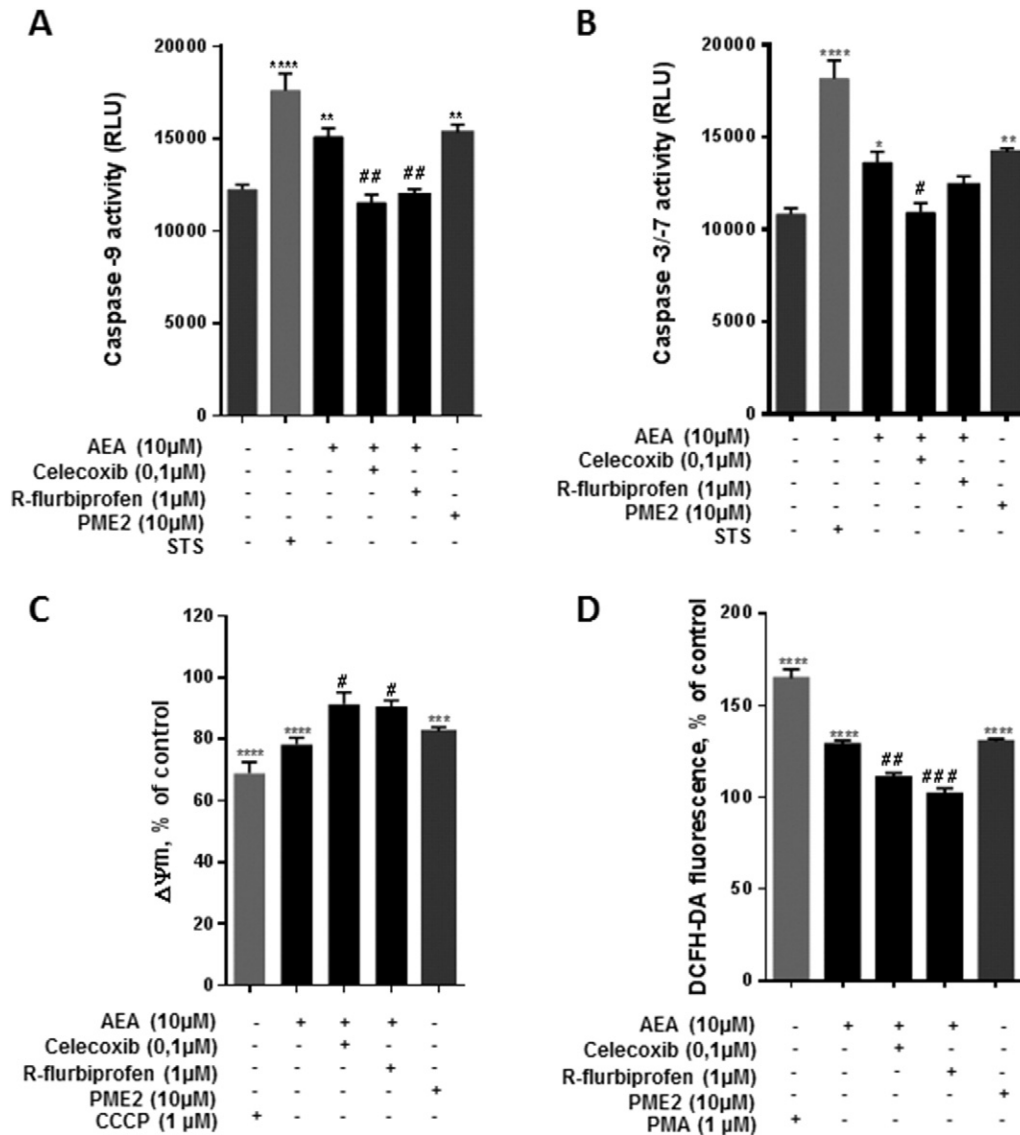 A
Caspase -9 activity (RLU)
20000
15000
10000
5000
0
****
**
##
##
**
AEA (10µM) - - + + + -
Celecoxib (0,1µM) - - - + - -
R-flurbiprofen (1µM) - - - - + -
PME2 (10µM) - - - - - +
STS - + - - - -
B
Caspase -3/-7 activity (RLU)
20000
15000
10000
5000
0
****
*
#
**
AEA (10µM) - - + + + -
Celecoxib (0,1µM) - - - + - -
R-flurbiprofen (1µM) - - - - + -
PME2 (10µM) - - - - - +
STS - + - - - -
C
ΔΨm, % of control
120
100
80
60
40
20
0
****
****
#
#
***
AEA (10µM) - + + + -
Celecoxib (0,1µM) - - + - -
R-flurbiprofen (1µM) - - - + -
PME2 (10µM) - - - - +
CCCP (1 µM) + - - - -
D
DCFH-DA fluorescence, % of control
200
150
100
50
0
****
****
##
###
****
AEA (10µM) - + + + -
Celecoxib (0,1µM) - - + - -
R-flurbiprofen (1µM) - - - + -
PME2 (10µM) - - - - +
PMA (1 µM) + - - - -